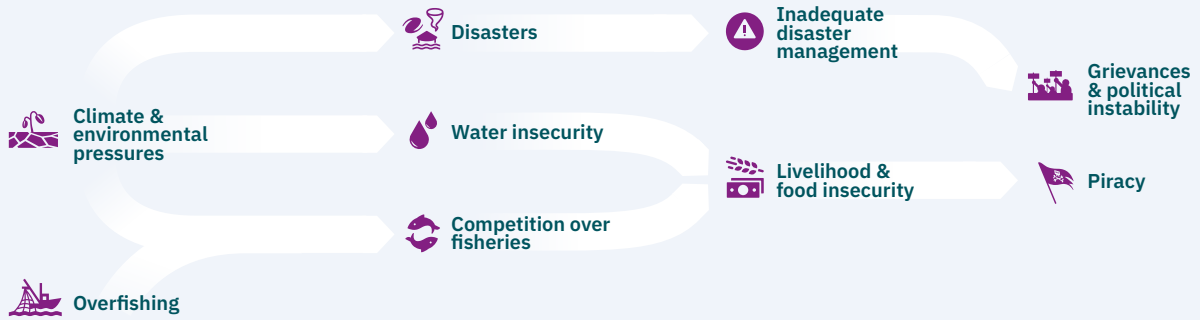 Disasters
Inadequate
disaster
management
Grievances
& political
instability
Climate &
environmental
pressures
Water insecurity
Livelihood &
food insecurity
Piracy
Competition over
fisheries
Overfishing